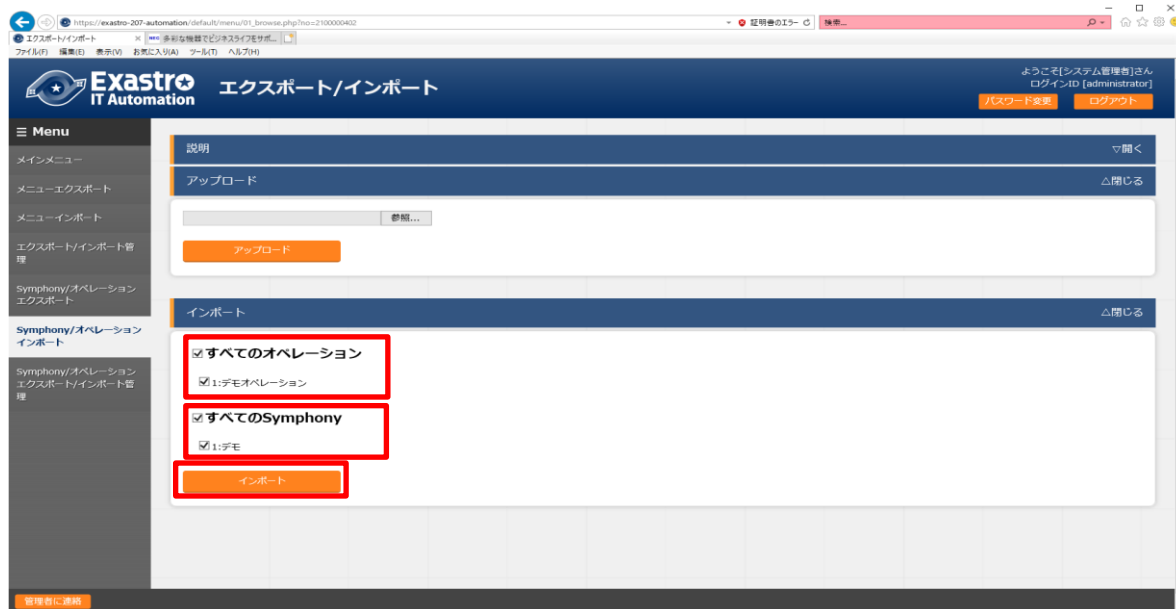 https://exastro-207-automation/default/menu/01_browse.php?no=2100000402
証明書のエラー
検索...
エクスポート/インポート
多彩な機器でビジネスライフをサポ...
ファイル(F) 編集(E) 表示(V) お気に入り(A) ツール(T) ヘルプ(H)
Exastro
IT Automation
エクスポート/インポート
ようこそ[システム管理者]さん
ログインID [administrator]
パスワード変更
ログアウト
Menu
メインメニュー
メニューエクスポート
メニューインポート
エクスポート/インポート管
理
Symphony/オペレーション
エクスポート
Symphony/オペレーション
インポート
Symphony/オペレーション
エクスポート/インポート管
理
説明
▽開く
アップロード
△閉じる
参照...
アップロード
インポート
△閉じる
すべてのオペレーション
1:デモオペレーション
すべてのSymphony
1:デモ
インポート
管理者に連絡